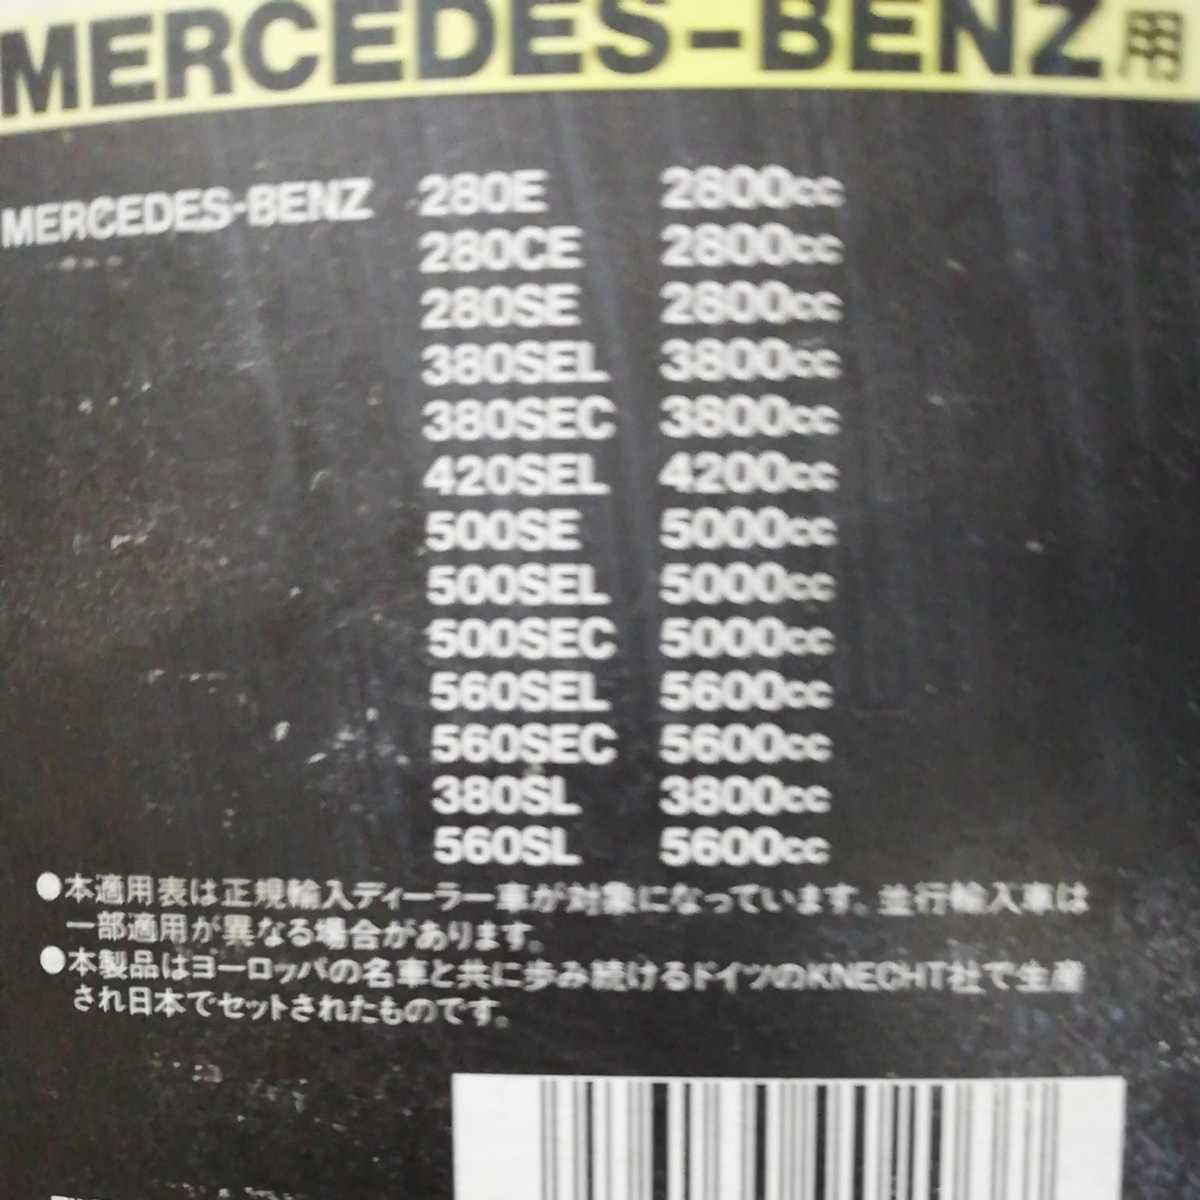 MERCEDES-BENZ用
MERCEDES-BENZ 280E 2800cc
280CE 2800cc
280SE 2800cc
380SEL 3800cc
380SEC 3800cc
420SEL 4200cc
500SE 5000cc
500SEL 5000cc
500SEC 5000cc
560SEL 5600cc
560SEC 5600cc
380SL 3800cc
560SL 5600cc
●本適用表は正規輸入ディーラー車が対象になっています。並行輸入車は
一部適用が異なる場合があります。
●本製品はヨーロッパの名車と共に歩み続けるドイツのKNECHT社で生産
され日本でセットされたものです。